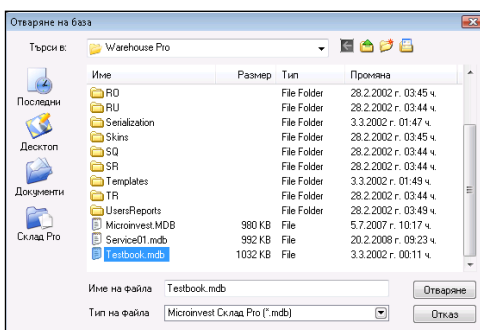 Отваряне на база
Търси в: Warehouse Pro
Последни
Десктоп
Документи
Склад Pro
Име Размер Тип Промяна
RO File Folder 28.2.2002 г. 03:45 ч.
RU File Folder 28.2.2002 г. 03:44 ч.
Serialization File Folder 3.3.2002 г. 01:47 ч.
Skins File Folder 28.2.2002 г. 03:45 ч.
SQ File Folder 28.2.2002 г. 03:44 ч.
SR File Folder 28.2.2002 г. 03:44 ч.
Templates File Folder 3.3.2002 г. 01:49 ч.
TR File Folder 28.2.2002 г. 03:44 ч.
UsersReports File Folder 28.2.2002 г. 03:49 ч.
Microinvest.MDB 980 KB File 5.7.2007 г. 10:17 ч.
Service01.mdb 992 KB File 20.2.2008 г. 09:23 ч.
Testbook.mdb 1032 KB File 3.3.2002 г. 00:11 ч.
Име на файла Testbook.mdb Отваряне
Тип на файла Microinvest Склад Pro (*.mdb) Отказ